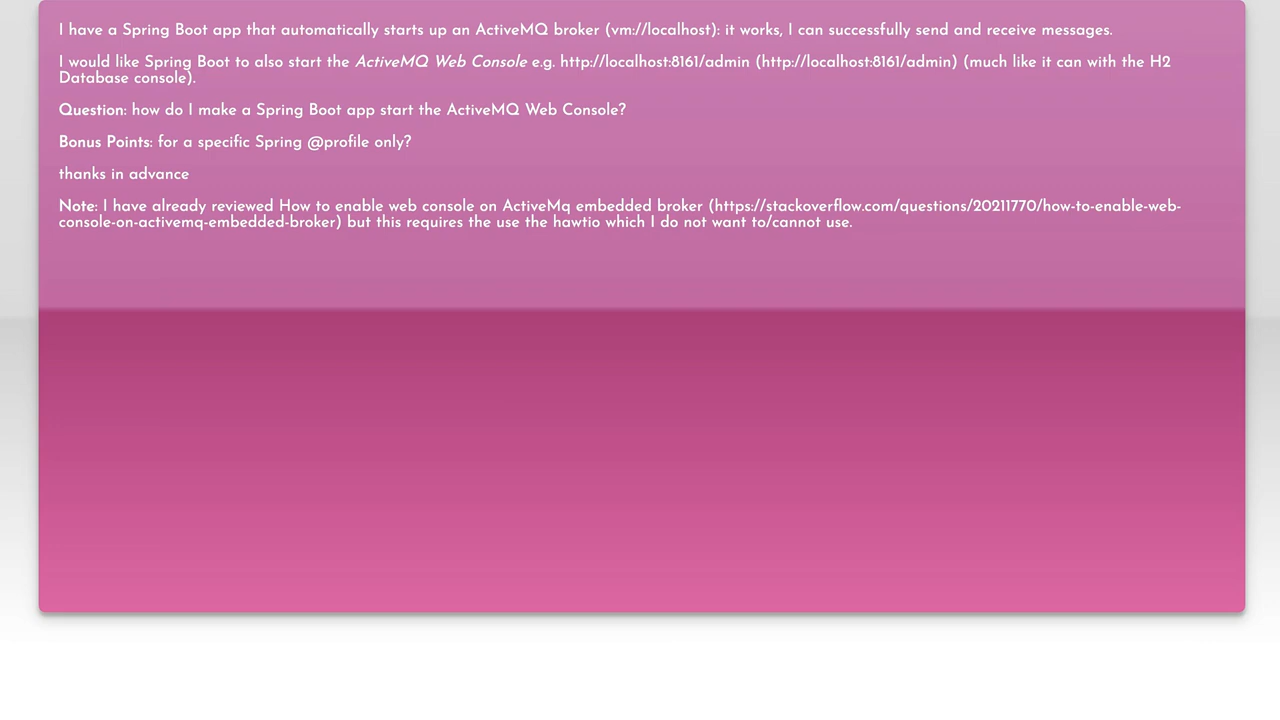 I have a Spring Boot app that automatically starts up an ActiveMQ broker (vm://localhost): it works, I can successfully send and receive messages.
I would like Spring Boot to also start the ActiveMQ Web Console e.g. http://localhost:8161/admin (http://localhost:8161/admin) (much like it can with the H2
Database console).
Question: how do I make a Spring Boot app start the ActiveMQ Web Console?
Bonus Points: for a specific Spring @profile only?
thanks in advance
Note: I have already reviewed How to enable web console on ActiveMq embedded broker (https://stackoverflow.com/questions/20211770/how-to-enable-web-
console-on-activemq-embedded-broker) but this requires the use the hawtio which I do not want to/cannot use.